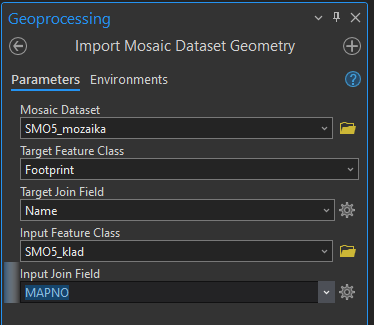 Geoprocessing
Import Mosaic Dataset Geometry
Parameters Environments
Mosaic Dataset
SMO5_mozaika
Target Feature Class
Footprint
Target Join Field
Name
Input Feature Class
SMO5_klad
Input Join Field
MAPNO